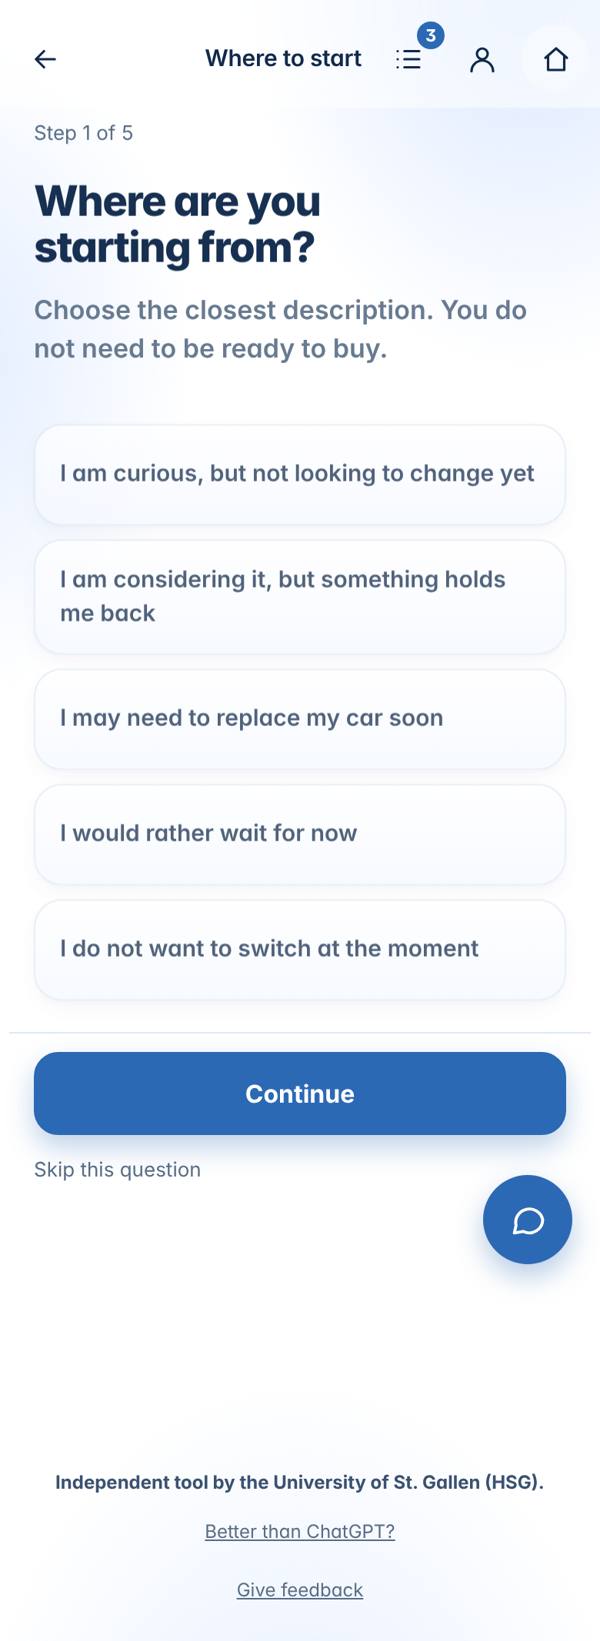 Where to start
3
Step 1 of 5
Where are you
starting from?
Choose the closest description. You do
not need to be ready to buy.
I am curious, but not looking to change yet
I am considering it, but something holds
me back
I may need to replace my car soon
I would rather wait for now
I do not want to switch at the moment
Continue
Skip this question
Independent tool by the University of St. Gallen (HSG).
Better than ChatGPT?
Give feedback